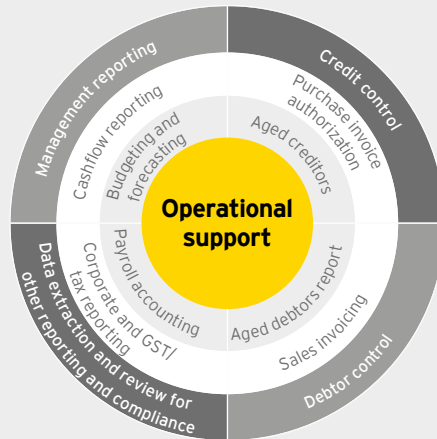 Management reporting
Cashflow reporting
Budgeting and
forecasting
Credit control
Purchase invoice
authorization
Aged creditors
Operational
support
Data extraction and review for
other reporting and compliance
Corporate and GST/
tax reporting
Payroll accounting
Aged debtors report
Sales invoicing
Debtor control